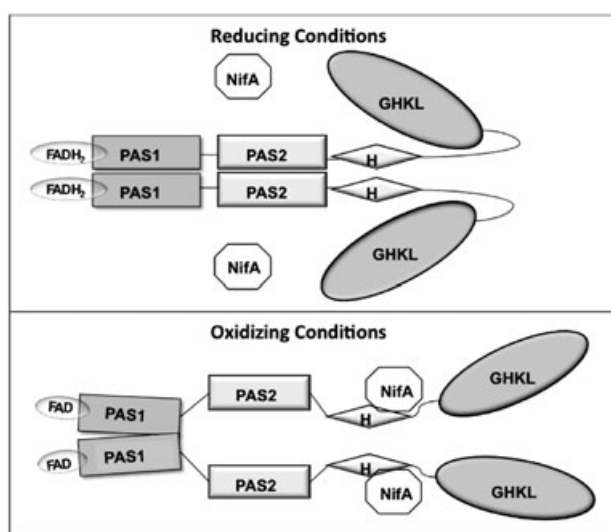 Reducing Conditions
NifA
GHKL
FADH₂ PAS1 PAS2 H
FADH₂ PAS1 PAS2 H
NifA
GHKL
Oxidizing Conditions
GHKL
NifA
FAD PAS1 PAS2 H
FAD PAS1 PAS2 H
NifA
GHKL